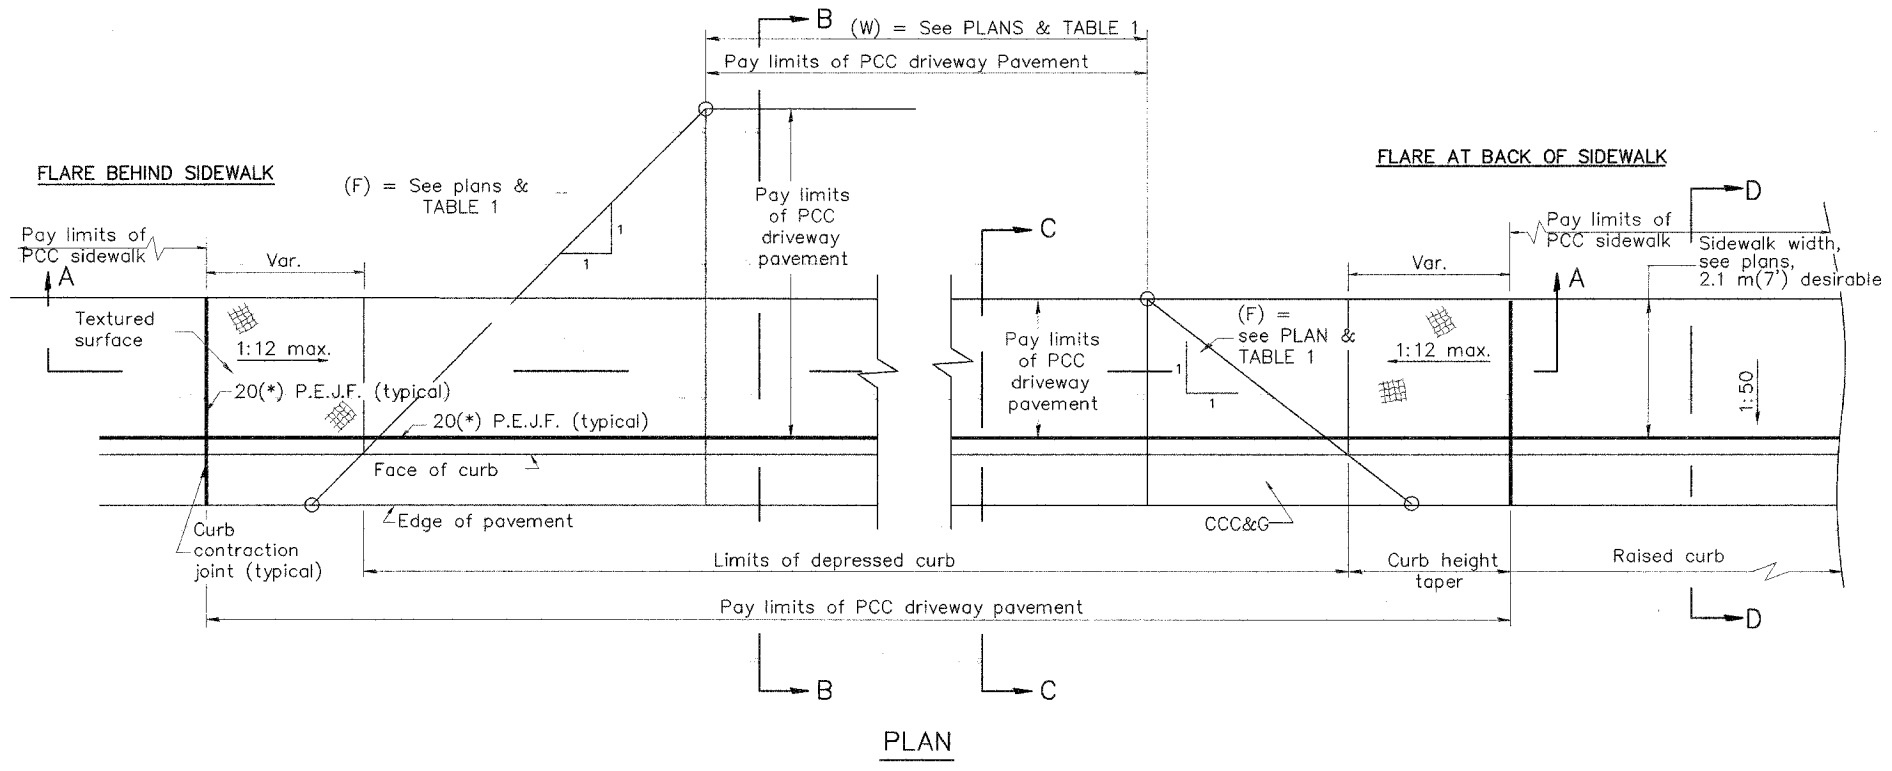 B
(W) = See PLANS & TABLE 1
Pay limits of PCC driveway Pavement
FLARE BEHIND SIDEWALK
FLARE AT BACK OF SIDEWALK
(F) = See plans &
TABLE 1
1
1
Pay limits
of PCC
driveway
pavement
C
D
Pay limits of
PCC sidewalk
A
Var.
Var.
Pay limits of
PCC sidewalk
A
Sidewalk width,
see plans,
2.1 m(7') desirable
Textured
surface
1:12 max.
20(*) P.E.J.F. (typical)
20(*) P.E.J.F. (typical)
Face of curb
Pay limits
of PCC
driveway
pavement
(F) =
see PLAN &
TABLE 1
1
1
1:12 max.
1:50
Edge of pavement
Curb
contraction
joint (typical)
CCC&G
Limits of depressed curb
Curb height
taper
Raised curb
Pay limits of PCC driveway pavement
D
B
C
PLAN